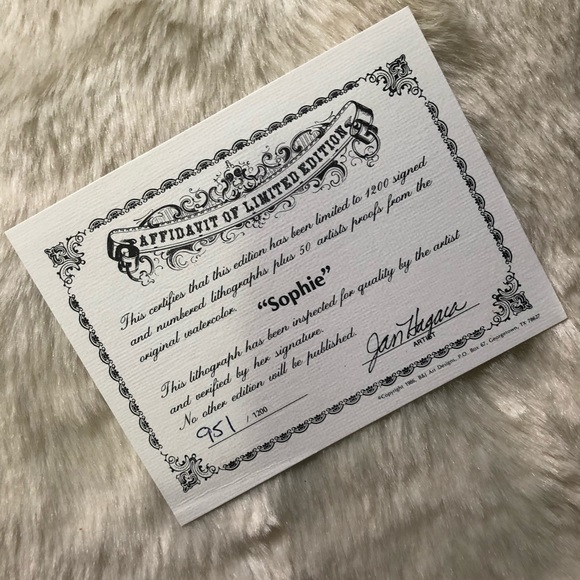 AFFIDAVIT OF LIMITED EDITION
This certifies that this edition has been limited to 1200 signed
and numbered lithographs plus 50 artists proofs from the
original watercolor.
"Sophie"
This lithograph has been inspected for quality by the artist
and verfied by her signature.
No other edition will be published.
Jan Hagara
ARTIST
951 / 1200
©Copyright 1986, B&J Art Designs, P.O. Box 67, Georgetown, TX 78627